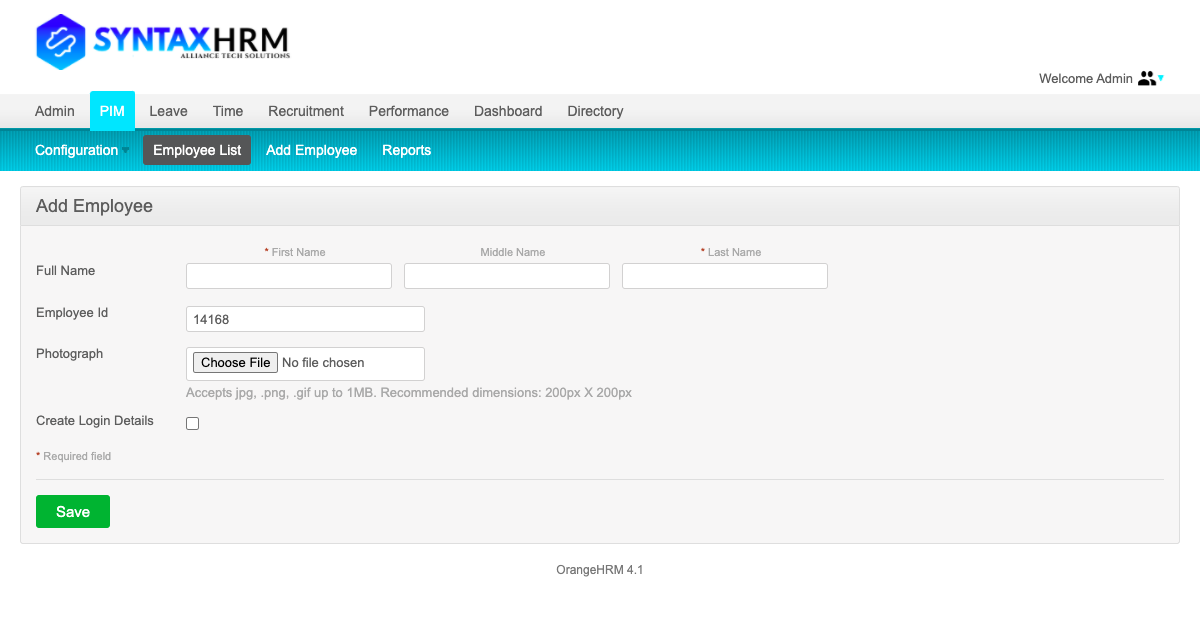 SYNTAXHRM
ALLIANCE TECH SOLUTIONS
Welcome Admin
Admin PIM Leave Time Recruitment Performance Dashboard Directory
Configuration Employee List Add Employee Reports
Add Employee
* First Name Middle Name * Last Name
Full Name
Employee Id 14168
Photograph Choose File No file chosen
Accepts jpg, .png, .gif up to 1MB. Recommended dimensions: 200px X 200px
Create Login Details
* Required field
Save
OrangeHRM 4.1